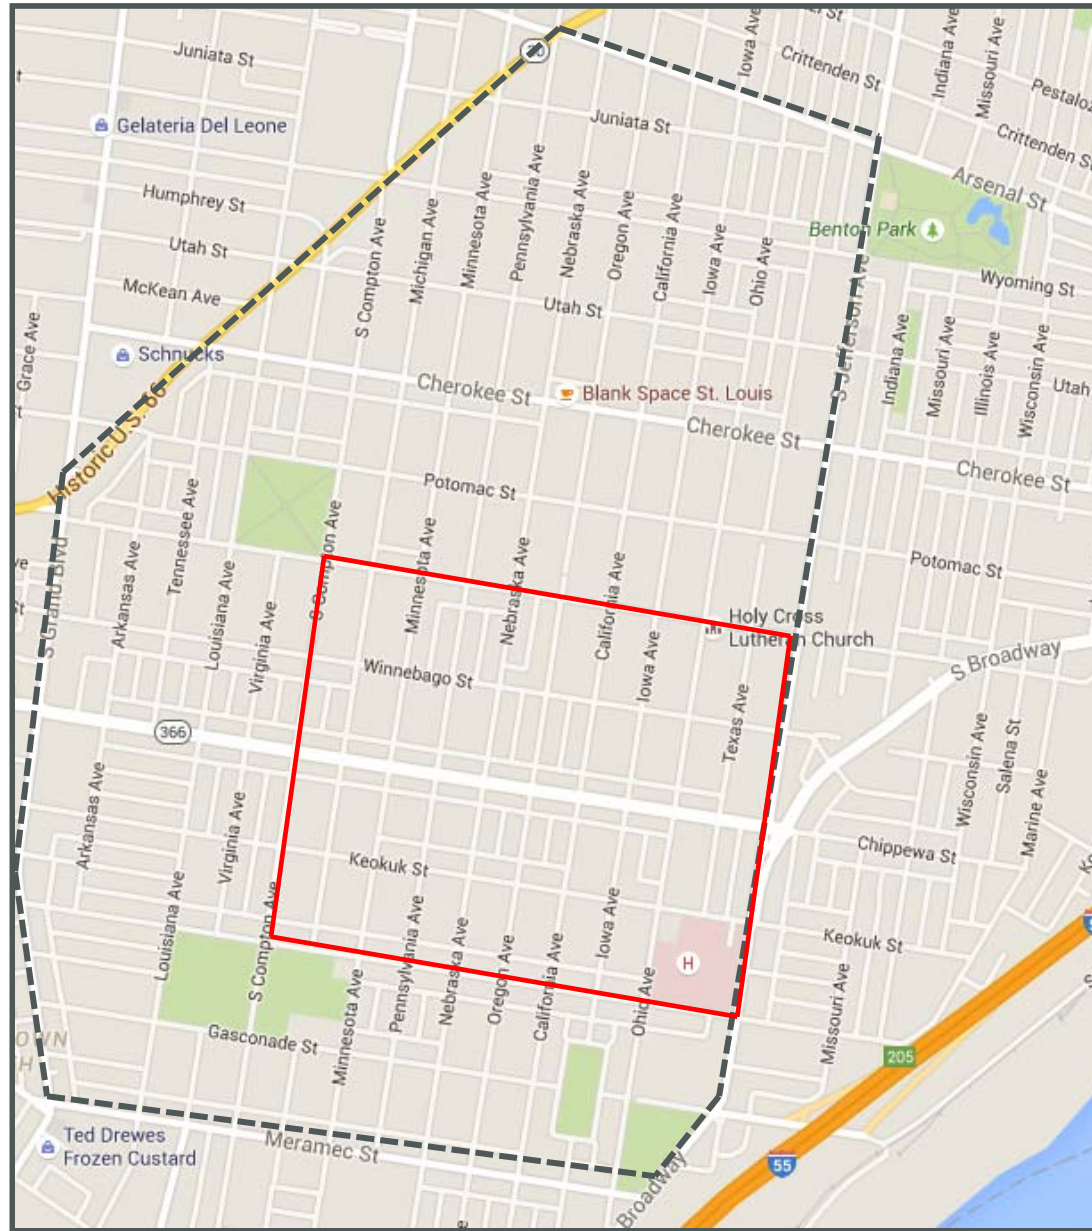 Juniata St
Iowa Ave
Crittenden St
Indiana Ave
Missouri Ave
Gelateria Del Leone
Juniata St
Crittenden St
Arsenal St
Humphrey St
Utah St
McKean Ave
S Compton Ave
Michigan Ave
Minnesota Ave
Pennsylvania Ave
Nebraska Ave
Oregon Ave
California Ave
Iowa Ave
Ohio Ave
Benton Park
Wyoming St
S Jefferson Ave
Utah St
Grace Ave
Schnucks
Indiana Ave
Missouri Ave
Illinois Ave
Wisconsin Ave
Utah
Cherokee St
Blank Space St. Louis
Cherokee St
Cherokee St
Historic U.S. 66
Potomac St
Potomac St
S Grand Blvd
Arkansas Ave
Tennessee Ave
Louisiana Ave
Virginia Ave
S Compton Ave
Minnesota Ave
Nebraska Ave
California Ave
Iowa Ave
Holy Cross
Lutheran Church
S Broadway
Winnebago St
Texas Ave
366
Wisconsin Ave
Salena St
Marine Ave
Arkansas Ave
Virginia Ave
Keokuk St
Chippewa St
Louisiana Ave
S Compton Ave
Pennsylvania Ave
Nebraska Ave
Oregon Ave
California Ave
Iowa Ave
H
Keokuk St
Minnesota Ave
Ohio Ave
Missouri Ave
Gasconade St
205
Ted Drewes
Frozen Custard
Meramec St
Broadway
55